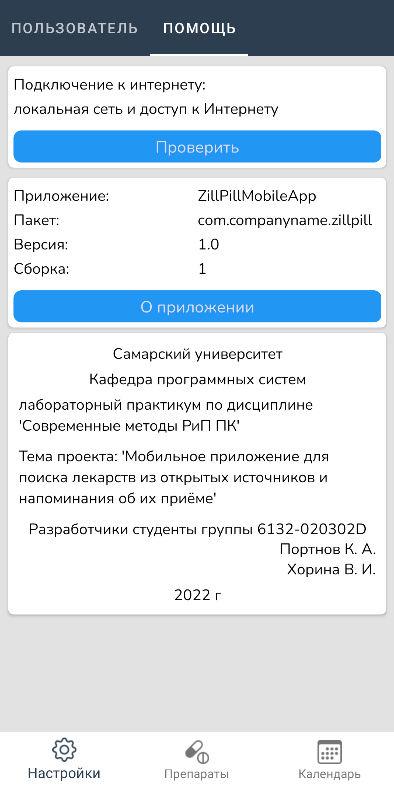 ПОЛЬЗОВАТЕЛЬ ПОМОЩЬ
Подключение к интернету:
локальная сеть и доступ к Интернету
Проверить
Приложение: ZillPillMobileApp
Пакет: com.companyname.zillpill
Версия: 1.0
Сборка: 1
О приложении
Самарский университет
Кафедра программных систем
лабораторный практикум по дисциплине
'Современные методы РиП ПК'
Тема проекта: 'Мобильное приложение для
поиска лекарств из открытых источников и
напоминания об их приёме'
Разработчики студенты группы 6132-020302D
Портнов К. А.
Хорина В. И.
2022 г
Настройки Препараты Календарь